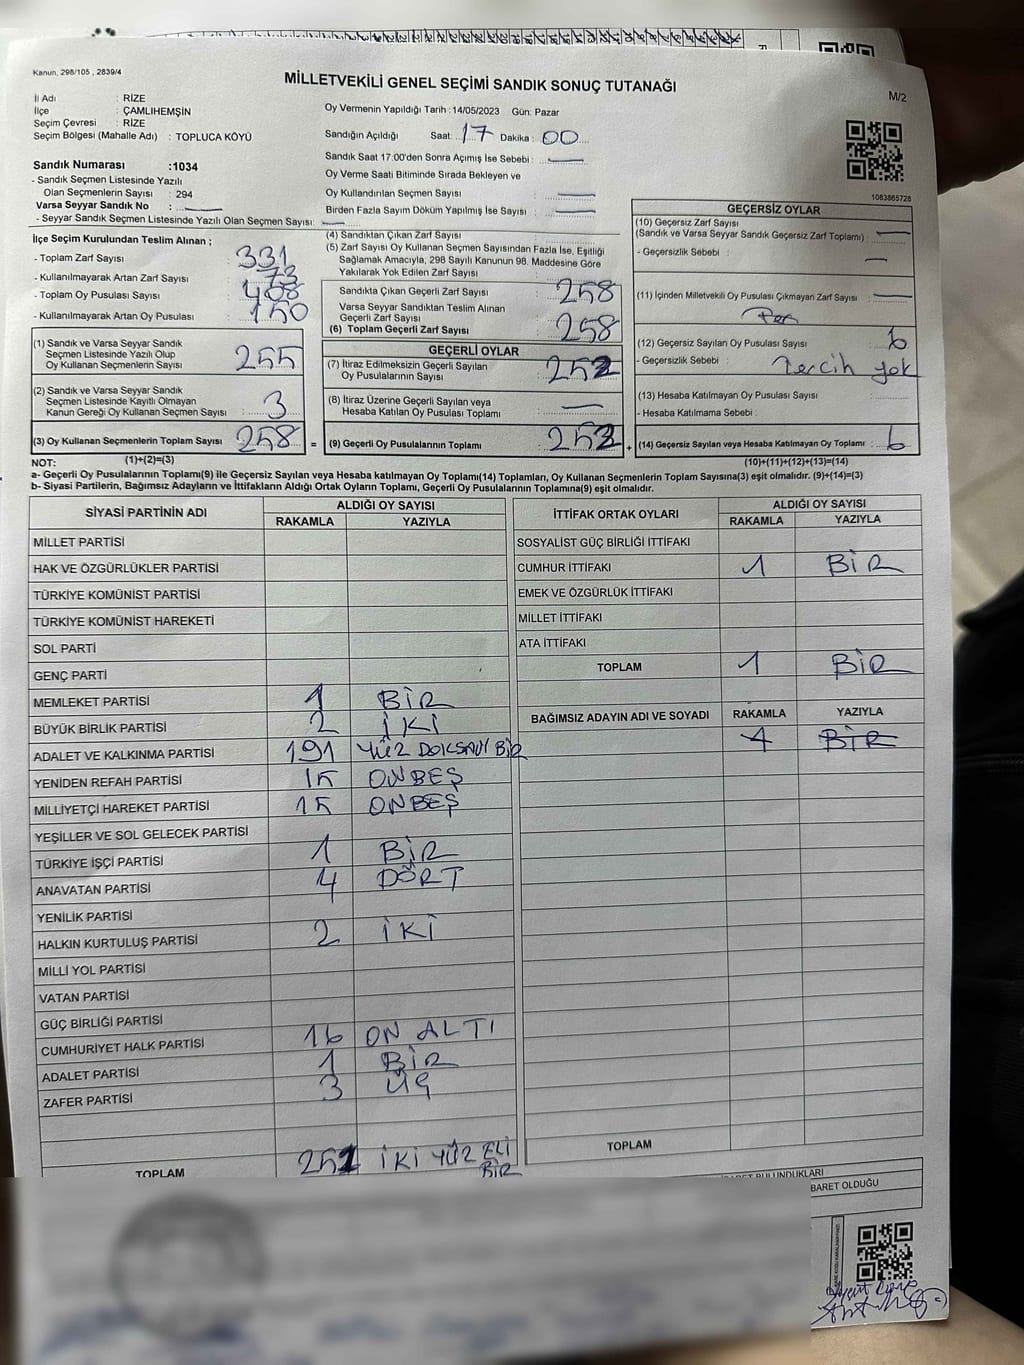 Kanun, 298/105 , 2839/4
MİLLETVEKİLİ GENEL SEÇİMİ SANDIK SONUÇ TUTANAĞI
M/2
İl Adı : RİZE
İlçe : ÇAMLIHEMŞİN
Seçim Çevresi : RİZE
Seçim Bölgesi (Mahalle Adı) : TOPLUCA KÖYÜ
Sandık Numarası :1034
- Sandık Seçmen Listesinde Yazılı
Olan Seçmenlerin Sayısı : 294
Varsa Seyyar Sandık No :
- Seyyar Sandık Seçmen Listesinde Yazılı Olan Seçmen Sayısı:
Oy Vermenin Yapıldığı Tarih : 14/05/2023 Gün: Pazar
Sandığın Açıldığı Saat: 17 Dakika : 00
Sandık Saat 17:00'den Sonra Açımış İse Sebebi :
Oy Verme Saati Bitiminde Sırada Bekleyen ve
Oy Kullandırılan Seçmen Sayısı
Birden Fazla Sayım Döküm Yapılmış İse Sayısı
1083865728
İlçe Seçim Kurulundan Teslim Alınan ;
- Toplam Zarf Sayısı : 331
- Kullanılmayarak Artan Zarf Sayısı : 73
- Toplam Oy Pusulası Sayısı : 408
- Kullanılmayarak Artan Oy Pusulası : 150
(1) Sandık ve Varsa Seyyar Sandık
Seçmen Listesinde Yazılı Olup
Oy Kullanan Seçmenlerin Sayısı 255
(2) Sandık ve Varsa Seyyar Sandık
Seçmen Listesinde Kayıtlı Olmayan
Kanun Gereği Oy Kullanan Seçmen Sayısı 3
(3) Oy Kullanan Seçmenlerin Toplam Sayısı 258 =
(4) Sandıktan Çıkan Zarf Sayısı :
(5) Zarf Sayısı Oy Kullanan Seçmen Sayısından Fazla İse, Eşitliği
Sağlamak Amacıyla, 298 Sayılı Kanunun 98. Maddesine Göre
Yakılarak Yok Edilen Zarf Sayısı :
Sandıkta Çıkan Geçerli Zarf Sayısı : 258
Varsa Seyyar Sandıktan Teslim Alınan
Geçerli Zarf Sayısı
(6) Toplam Geçerli Zarf Sayısı : 258
GEÇERLİ OYLAR
(7) İtiraz Edilmeksizin Geçerli Sayılan
Oy Pusulalarının Sayısı : 252
(8) İtiraz Üzerine Geçerli Sayılan veya
Hesaba Katılan Oy Pusulası Toplamı
(9) Geçerli Oy Pusulalarının Toplamı : 252 +
GEÇERSİZ OYLAR
(10) Geçersiz Zarf Sayısı
(Sandık ve Varsa Seyyar Sandık Geçersiz Zarf Toplamı) :
- Geçersizlik Sebebi :
(11) İçinden Milletvekili Oy Pusulası Çıkmayan Zarf Sayısı :
(12) Geçersiz Sayılan Oy Pusulası Sayısı : 6
- Geçersizlik Sebebi : Tercih yok
(13) Hesaba Katılmayan Oy Pusulası Sayısı :
- Hesaba Katılmama Sebebi :
(14) Geçersiz Sayılan veya Hesaba Katılmayan Oy Toplamı : 6
NOT: (1)+(2)=(3) (10)+(11)+(12)+(13)=(14)
a- Geçerli Oy Pusulalarının Toplamı(9) ile Geçersiz Sayılan veya Hesaba katılmayan Oy Toplamı(14) Toplamları, Oy Kullanan Seçmenlerin Toplam Sayısına(3) eşit olmalıdır. (9)+(14)=(3)
b- Siyasi Partilerin, Bağımsız Adayların ve İttifakların Aldığı Ortak Oyların Toplamı, Geçerli Oy Pusulalarının Toplamına(9) eşit olmalıdır.
SİYASİ PARTİNİN ADI
ALDIĞI OY SAYISI
RAKAMLA YAZIYLA
MİLLET PARTİSİ
HAK VE ÖZGÜRLÜKLER PARTİSİ
TÜRKİYE KOMÜNİST PARTİSİ
TÜRKİYE KOMÜNİST HAREKETİ
SOL PARTİ
GENÇ PARTİ
MEMLEKET PARTİSİ 1 BİR
BÜYÜK BİRLİK PARTİSİ 2 İKİ
ADALET VE KALKINMA PARTİSİ 191 YÜZ DOKSAN BİR
YENİDEN REFAH PARTİSİ 15 ONBEŞ
MİLLİYETÇİ HAREKET PARTİSİ 15 ONBEŞ
YEŞİLLER VE SOL GELECEK PARTİSİ
TÜRKİYE İŞÇİ PARTİSİ 1 BİR
ANAVATAN PARTİSİ 4 DÖRT
YENİLİK PARTİSİ
HALKIN KURTULUŞ PARTİSİ 2 İKİ
MİLLİ YOL PARTİSİ
VATAN PARTİSİ
GÜÇ BİRLİĞİ PARTİSİ
CUMHURİYET HALK PARTİSİ 16 ON ALTI
ADALET PARTİSİ 1 BİR
ZAFER PARTİSİ 3 ÜÇ
TOPLAM 251 İKİ YÜZ ELİ
BİR
İTTİFAK ORTAK OYLARI
ALDIĞI OY SAYISI
RAKAMLA YAZIYLA
SOSYALİST GÜÇ BİRLİĞİ İTTİFAKI
CUMHUR İTTİFAKI 1 BİR
EMEK VE ÖZGÜRLÜK İTTİFAKI
MİLLET İTTİFAKI
ATA İTTİFAKI
TOPLAM 1 BİR
BAĞIMSIZ ADAYIN ADI VE SOYADI RAKAMLA YAZIYLA
1 BİR
TOPLAM
BULUNDUKLARI
BARET OLDUĞU